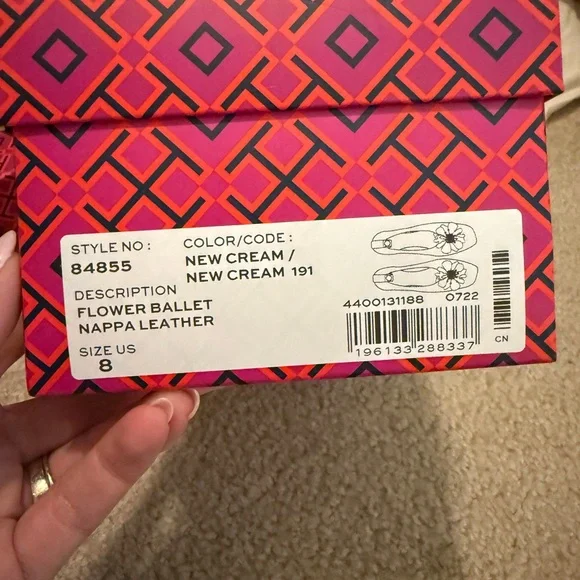 STYLE NO :
84855
COLOR/CODE :
NEW CREAM /
NEW CREAM 191
DESCRIPTION
FLOWER BALLET
NAPPA LEATHER
SIZE US
8
4400131188 0722
196133 288337
CN